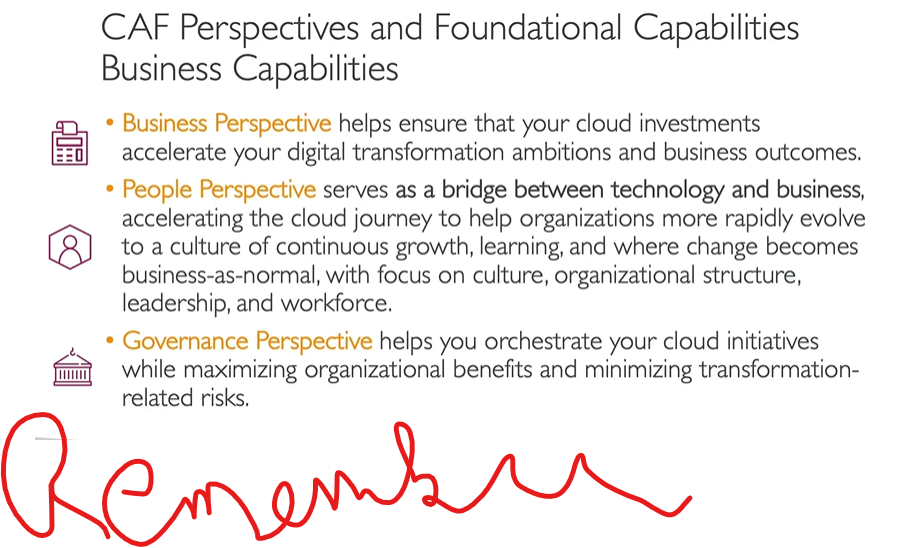 CAF Perspectives and Foundational Capabilities
Business Capabilities
• Business Perspective helps ensure that your cloud investments
accelerate your digital transformation ambitions and business outcomes.
• People Perspective serves as a bridge between technology and business,
accelerating the cloud journey to help organizations more rapidly evolve
to a culture of continuous growth, learning, and where change becomes
business-as-normal, with focus on culture, organizational structure,
leadership, and workforce.
• Governance Perspective helps you orchestrate your cloud initiatives
while maximizing organizational benefits and minimizing transformation-
related risks.
Remember